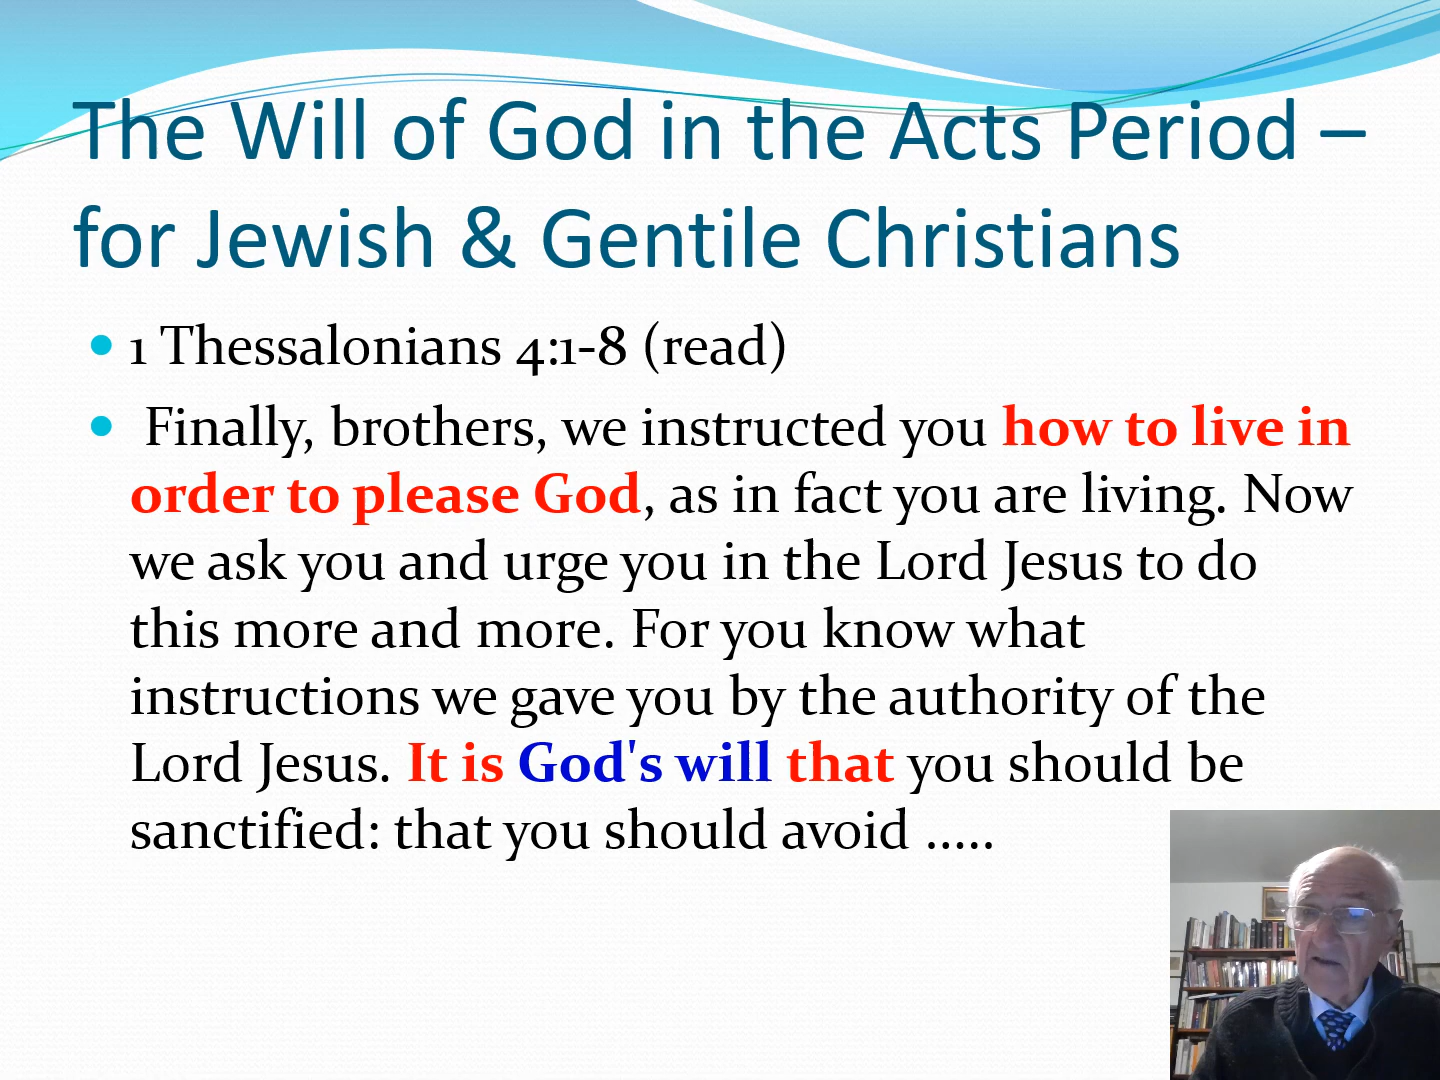 The Will of God in the Acts Period –
for Jewish & Gentile Christians
1 Thessalonians 4:1-8 (read)
Finally, brothers, we instructed you how to live in
order to please God, as in fact you are living. Now
we ask you and urge you in the Lord Jesus to do
this more and more. For you know what
instructions we gave you by the authority of the
Lord Jesus. It is God's will that you should be
sanctified: that you should avoid .....